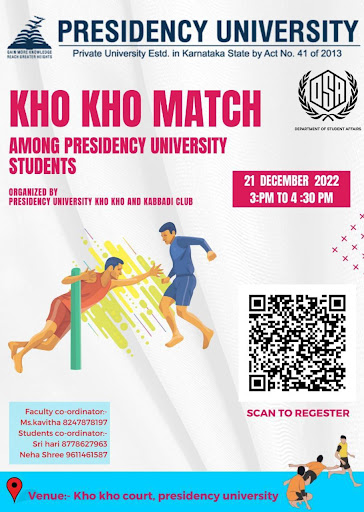 PRESIDENCY UNIVERSITY
GAIN MORE KNOWLEDGE
REACH GREATER HEIGHTS
Private University Estd. in Karnataka State by Act No. 41 of 2013
KHO KHO MATCH
AMONG PRESIDENCY UNIVERSITY
STUDENTS
DSA
DEPARTMENT OF STUDENT AFFAIRS
ORGANIZED BY
PRESIDENCY UNIVERSITY KHO KHO AND KABBADI CLUB
21 DECEMBER 2022
3:PM TO 4 :30 PM
SCAN TO REGESTER
Faculty co-ordinator:-
Ms.kavitha 8247878197
Students co-ordinator:-
Sri hari 8778627963
Neha Shree 9611461587
Venue:- Kho kho court, presidency university